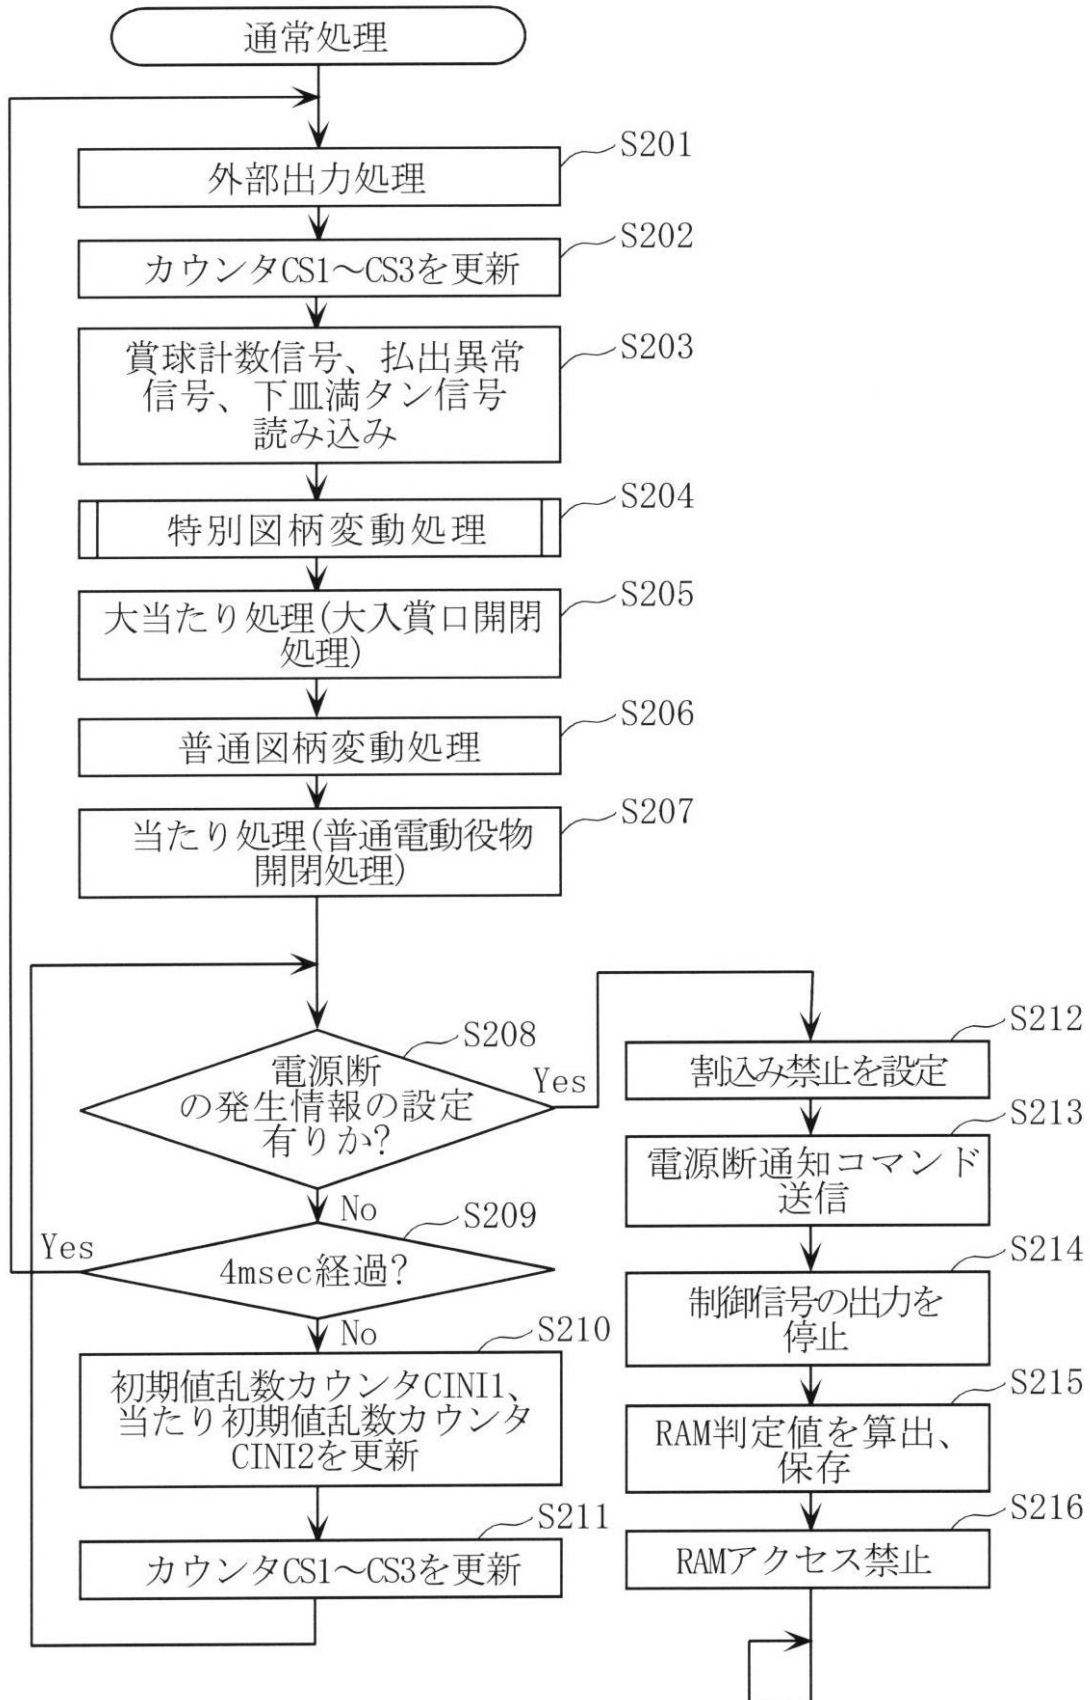 通常処理
S201
外部出力処理
S202
カウンタCS1～CS3を更新
S203
賞球計数信号、払出異常
信号、下皿満タン信号
読み込み
S204
特別図柄変動処理
S205
大当たり処理(大入賞口開閉
処理)
S206
普通図柄変動処理
S207
当たり処理(普通電動役物
開閉処理)
S208
電源断
の発生情報の設定
有りか?
Yes
No
S209
4msec経過?
Yes
No
S210
初期値乱数カウンタCINI1、
当たり初期値乱数カウンタ
CINI2を更新
S211
カウンタCS1～CS3を更新
S212
割込み禁止を設定
S213
電源断通知コマンド
送信
S214
制御信号の出力を
停止
S215
RAM判定値を算出、
保存
S216
RAMアクセス禁止